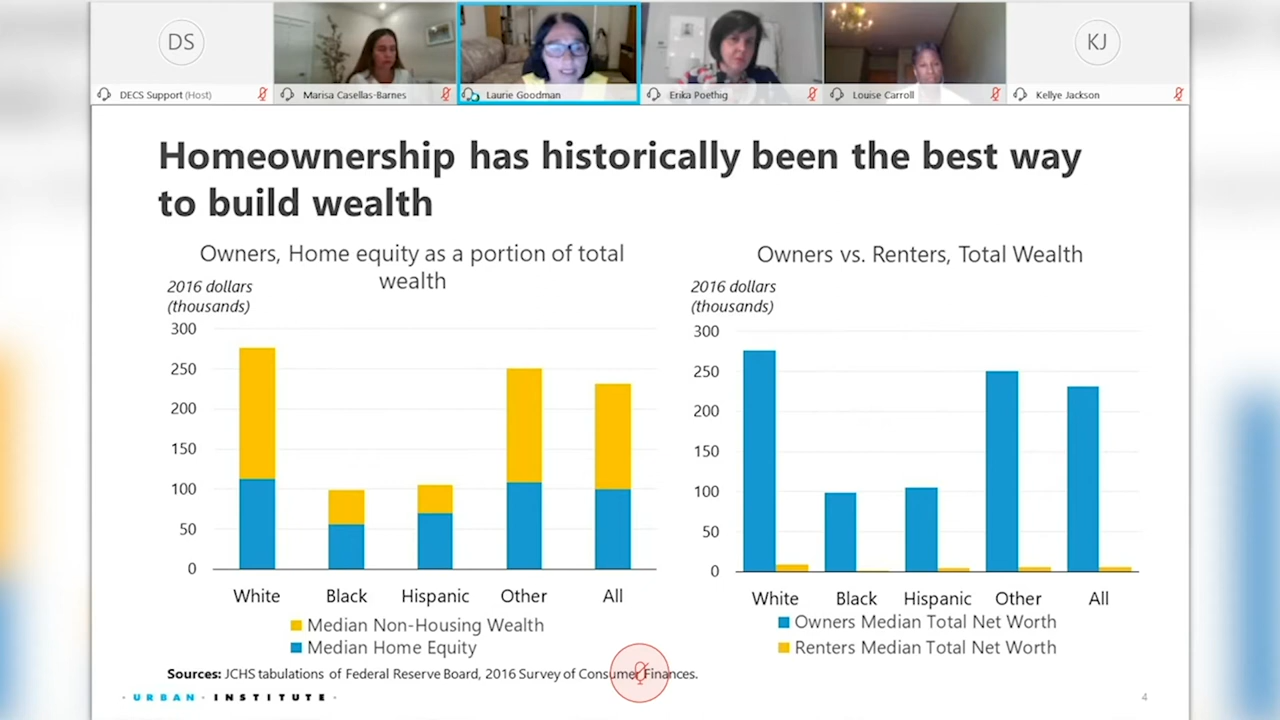 DS
KJ
DECS Support (Host)
Marisa Casellas-Barnes
Laurie Goodman
Erika Poethig
Louise Carroll
Kellye Jackson
Homeownership has historically been the best way
to build wealth
Owners, Home equity as a portion of total
wealth
2016 dollars
(thousands)
300
250
200
150
100
50
0
White Black Hispanic Other All
Median Non-Housing Wealth
Median Home Equity
Owners vs. Renters, Total Wealth
2016 dollars
(thousands)
300
250
200
150
100
50
0
White Black Hispanic Other All
Owners Median Total Net Worth
Renters Median Total Net Worth
Sources: JCHS tabulations of Federal Reserve Board, 2016 Survey of Consumer Finances.
· URBAN · INSTITUTE ·
4